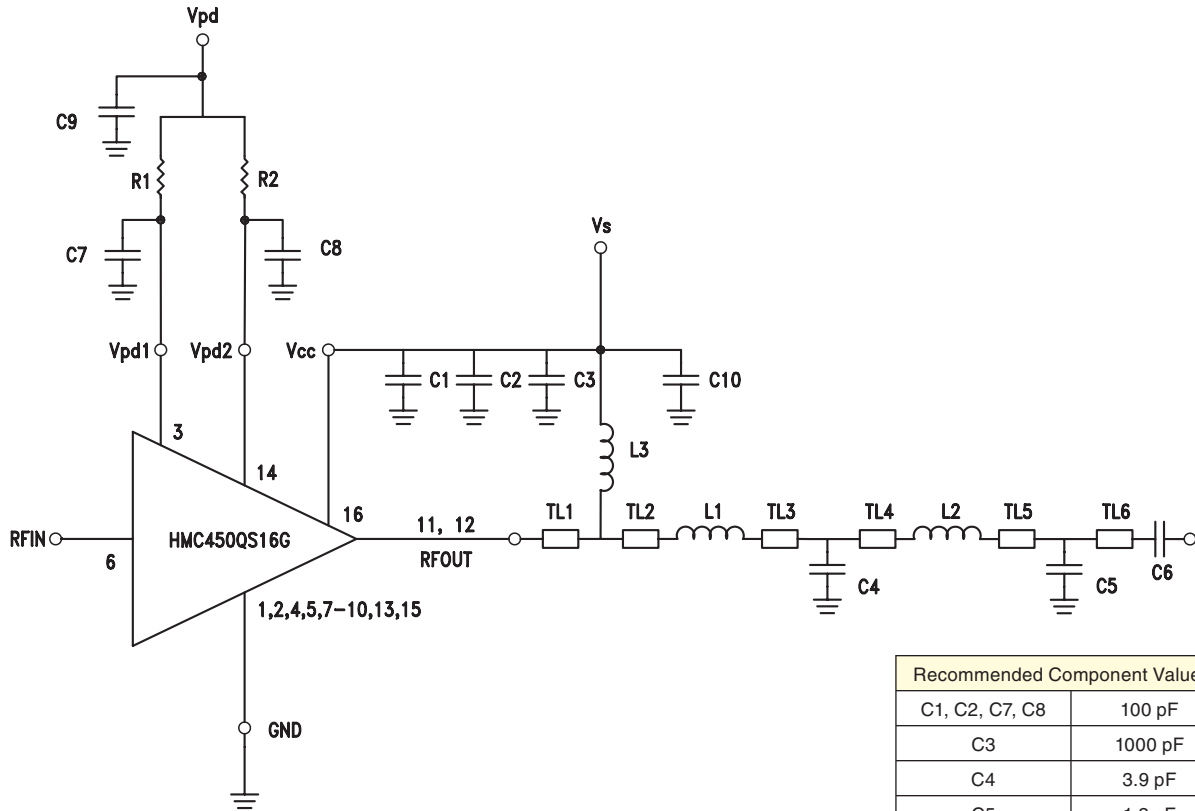 Vpd
C9
R1
R2
C7
C8
Vs
Vpd1
Vpd2
Vcc
C1
C2
C3
C10
L3
3
14
16
RFIN
6
HMC450QS16G
11, 12
RFOUT
TL1
TL2
L1
TL3
TL4
L2
TL5
TL6
C4
C5
C6
1,2,4,5,7-10,13,15
GND
Recommended Component Value
C1, C2, C7, C8 100 pF
C3 1000 pF
C4 3.9 pF